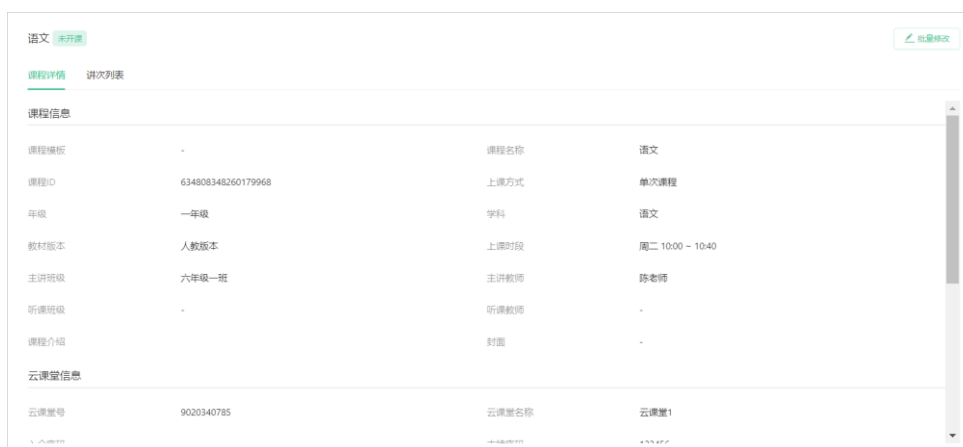 语文 未开课 批量修改
课程详情 讲次列表
课程信息
课程模板 - 课程名称 语文
课程ID 634808348260179968 上课方式 单次课程
年级 一年级 学科 语文
教材版本 人教版本 上课时段 周二 10:00 ~ 10:40
主讲班级 六年级一班 主讲教师 陈老师
听课班级 - 听课教师 -
课程介绍 封面 -
云课堂信息
云课堂号 9020340785 云课堂名称 云课堂1
123456